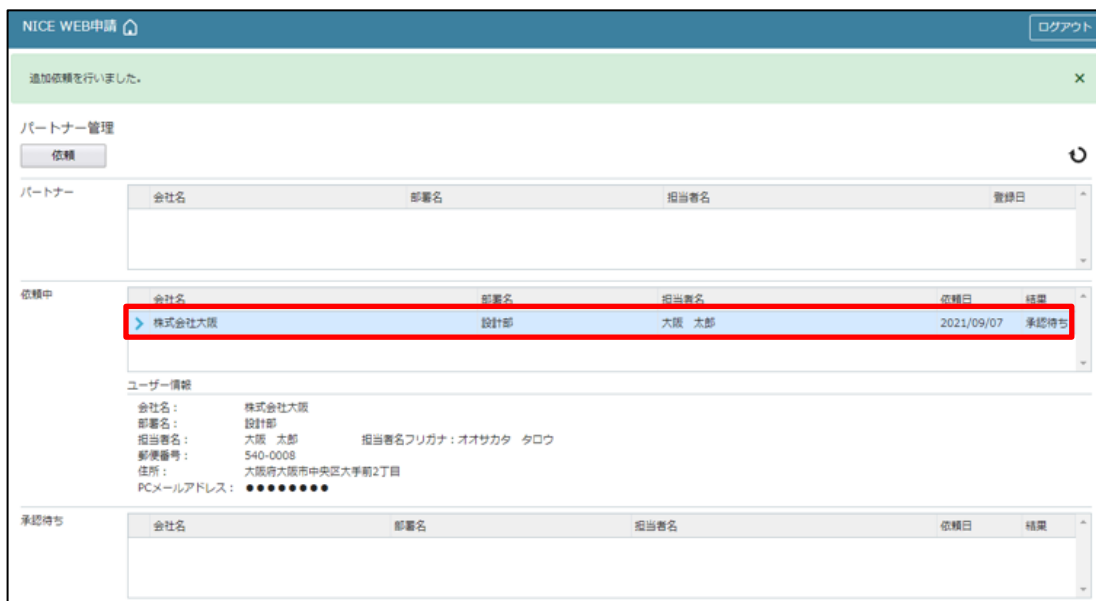 NICE WEB申請 ログアウト
追加依頼を行いました。 ×
パートナー管理
依頼
パートナー
会社名 部署名 担当者名 登録日
依頼中
会社名 部署名 担当者名 依頼日 結果
株式会社大阪 設計部 大阪 太郎 2021/09/07 承認待ち
ユーザー情報
会社名： 株式会社大阪
部署名： 設計部
担当者名： 大阪 太郎 担当者名フリガナ：オオサカタ タロウ
郵便番号： 540-0008
住所： 大阪府大阪市中央区大手前2丁目
PCメールアドレス： ●●●●●●●●
承認待ち
会社名 部署名 担当者名 依頼日 結果